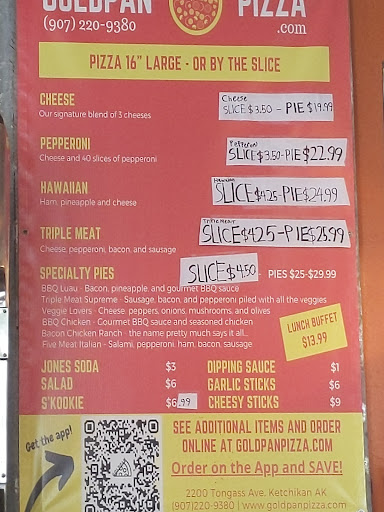 GOLDPAN PIZZA
(907) 220-9380 .com
PIZZA 16" LARGE - OR BY THE SLICE
CHEESE
Our signature blend of 3 cheeses
Cheese
SLICE $3.50 - PIE $19.99
PEPPERONI
Cheese and 40 slices of pepperoni
Pepperoni
SLICE $3.50-PIE $22.99
HAWAIIAN
Ham, pineapple and cheese
Hawaiian
SLICE $4.25-PIE $24.99
TRIPLE MEAT
Cheese, pepperoni, bacon, and sausage
Triple Meat
SLICE $4.25-PIE $25.99
SPECIALTY PIES SLICE $4.50 PIES $25-$29.99
BBQ Luau - Bacon, pineapple, and gourmet BBQ sauce
Triple Meat Supreme - Sausage, bacon, and pepperoni piled with all the veggies
Veggie Lovers - Cheese, peppers, onions, mushrooms, and olives
BBQ Chicken - Gourmet BBQ sauce and seasoned chicken
Bacon Chicken Ranch - the name pretty much says it all...
Five Meat Italian - Salami, pepperoni, ham, bacon, sausage
LUNCH BUFFET
$13.99
JONES SODA $3 DIPPING SAUCE $1
SALAD $6 GARLIC STICKS $6
S'KOOKIE $6.99 CHEESY STICKS $9
Get the app!
SEE ADDITIONAL ITEMS AND ORDER
ONLINE AT GOLDPANPIZZA.COM
Order on the App and SAVE!
2200 Tongass Ave. Ketchikan AK
(907)220-9380 | www.goldpanpizza.com